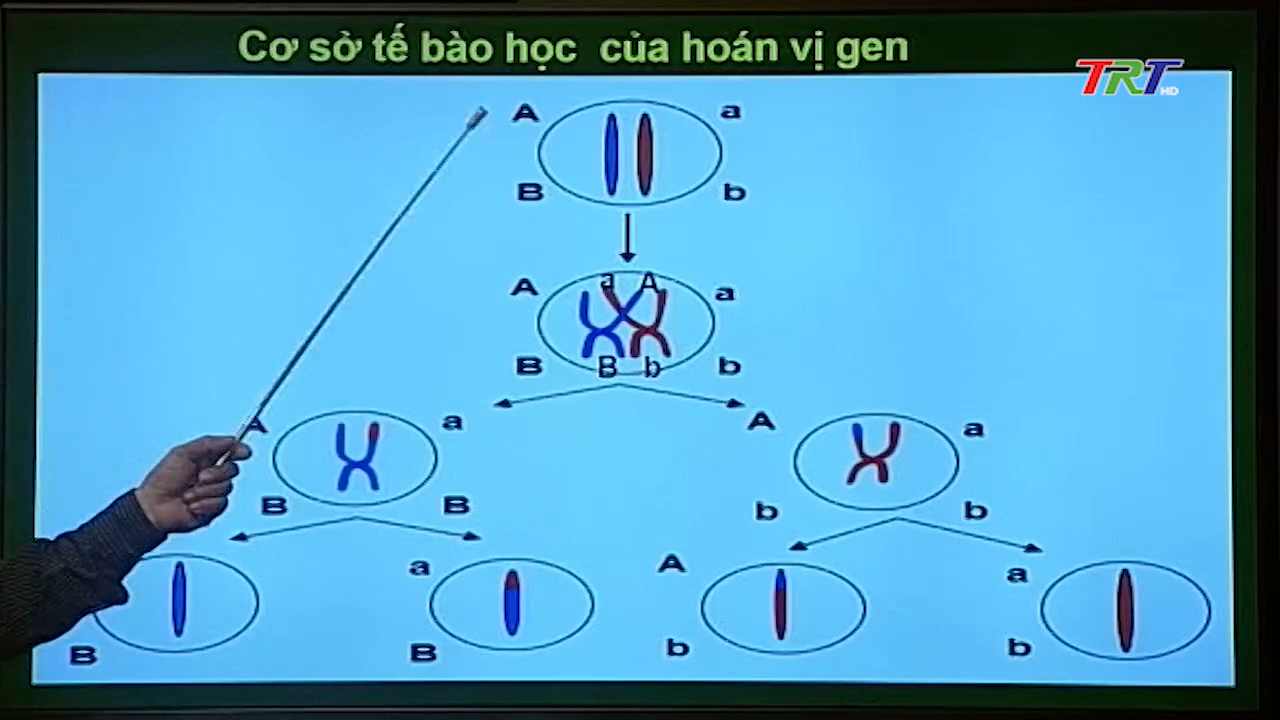 Cơ sở tế bào học của hoán vị gen
TRT HD
A a
B b
A a A a
B B b b
A a A a
B B b b
a A a
B B b b